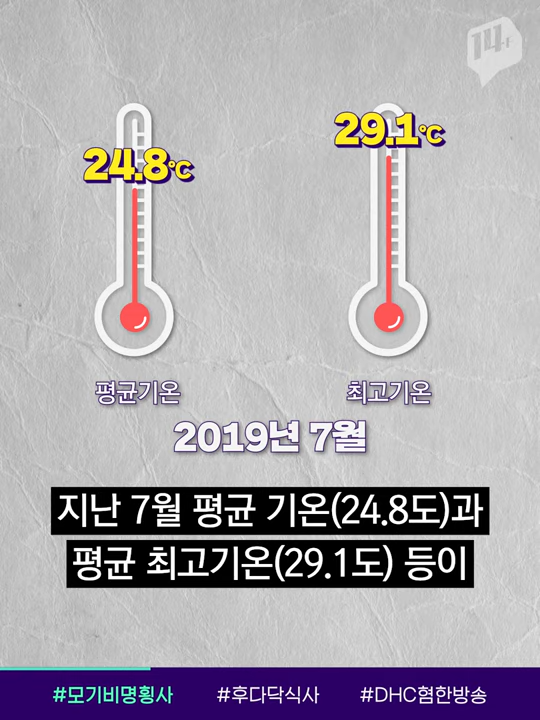 14+
29.1°C
24.8°C
평균기온
최고기온
2019년 7월
지난 7월 평균 기온(24.8도)과
평균 최고기온(29.1도) 등이
#모기비명횡사 #후다닥식사 #DHC혐한방송